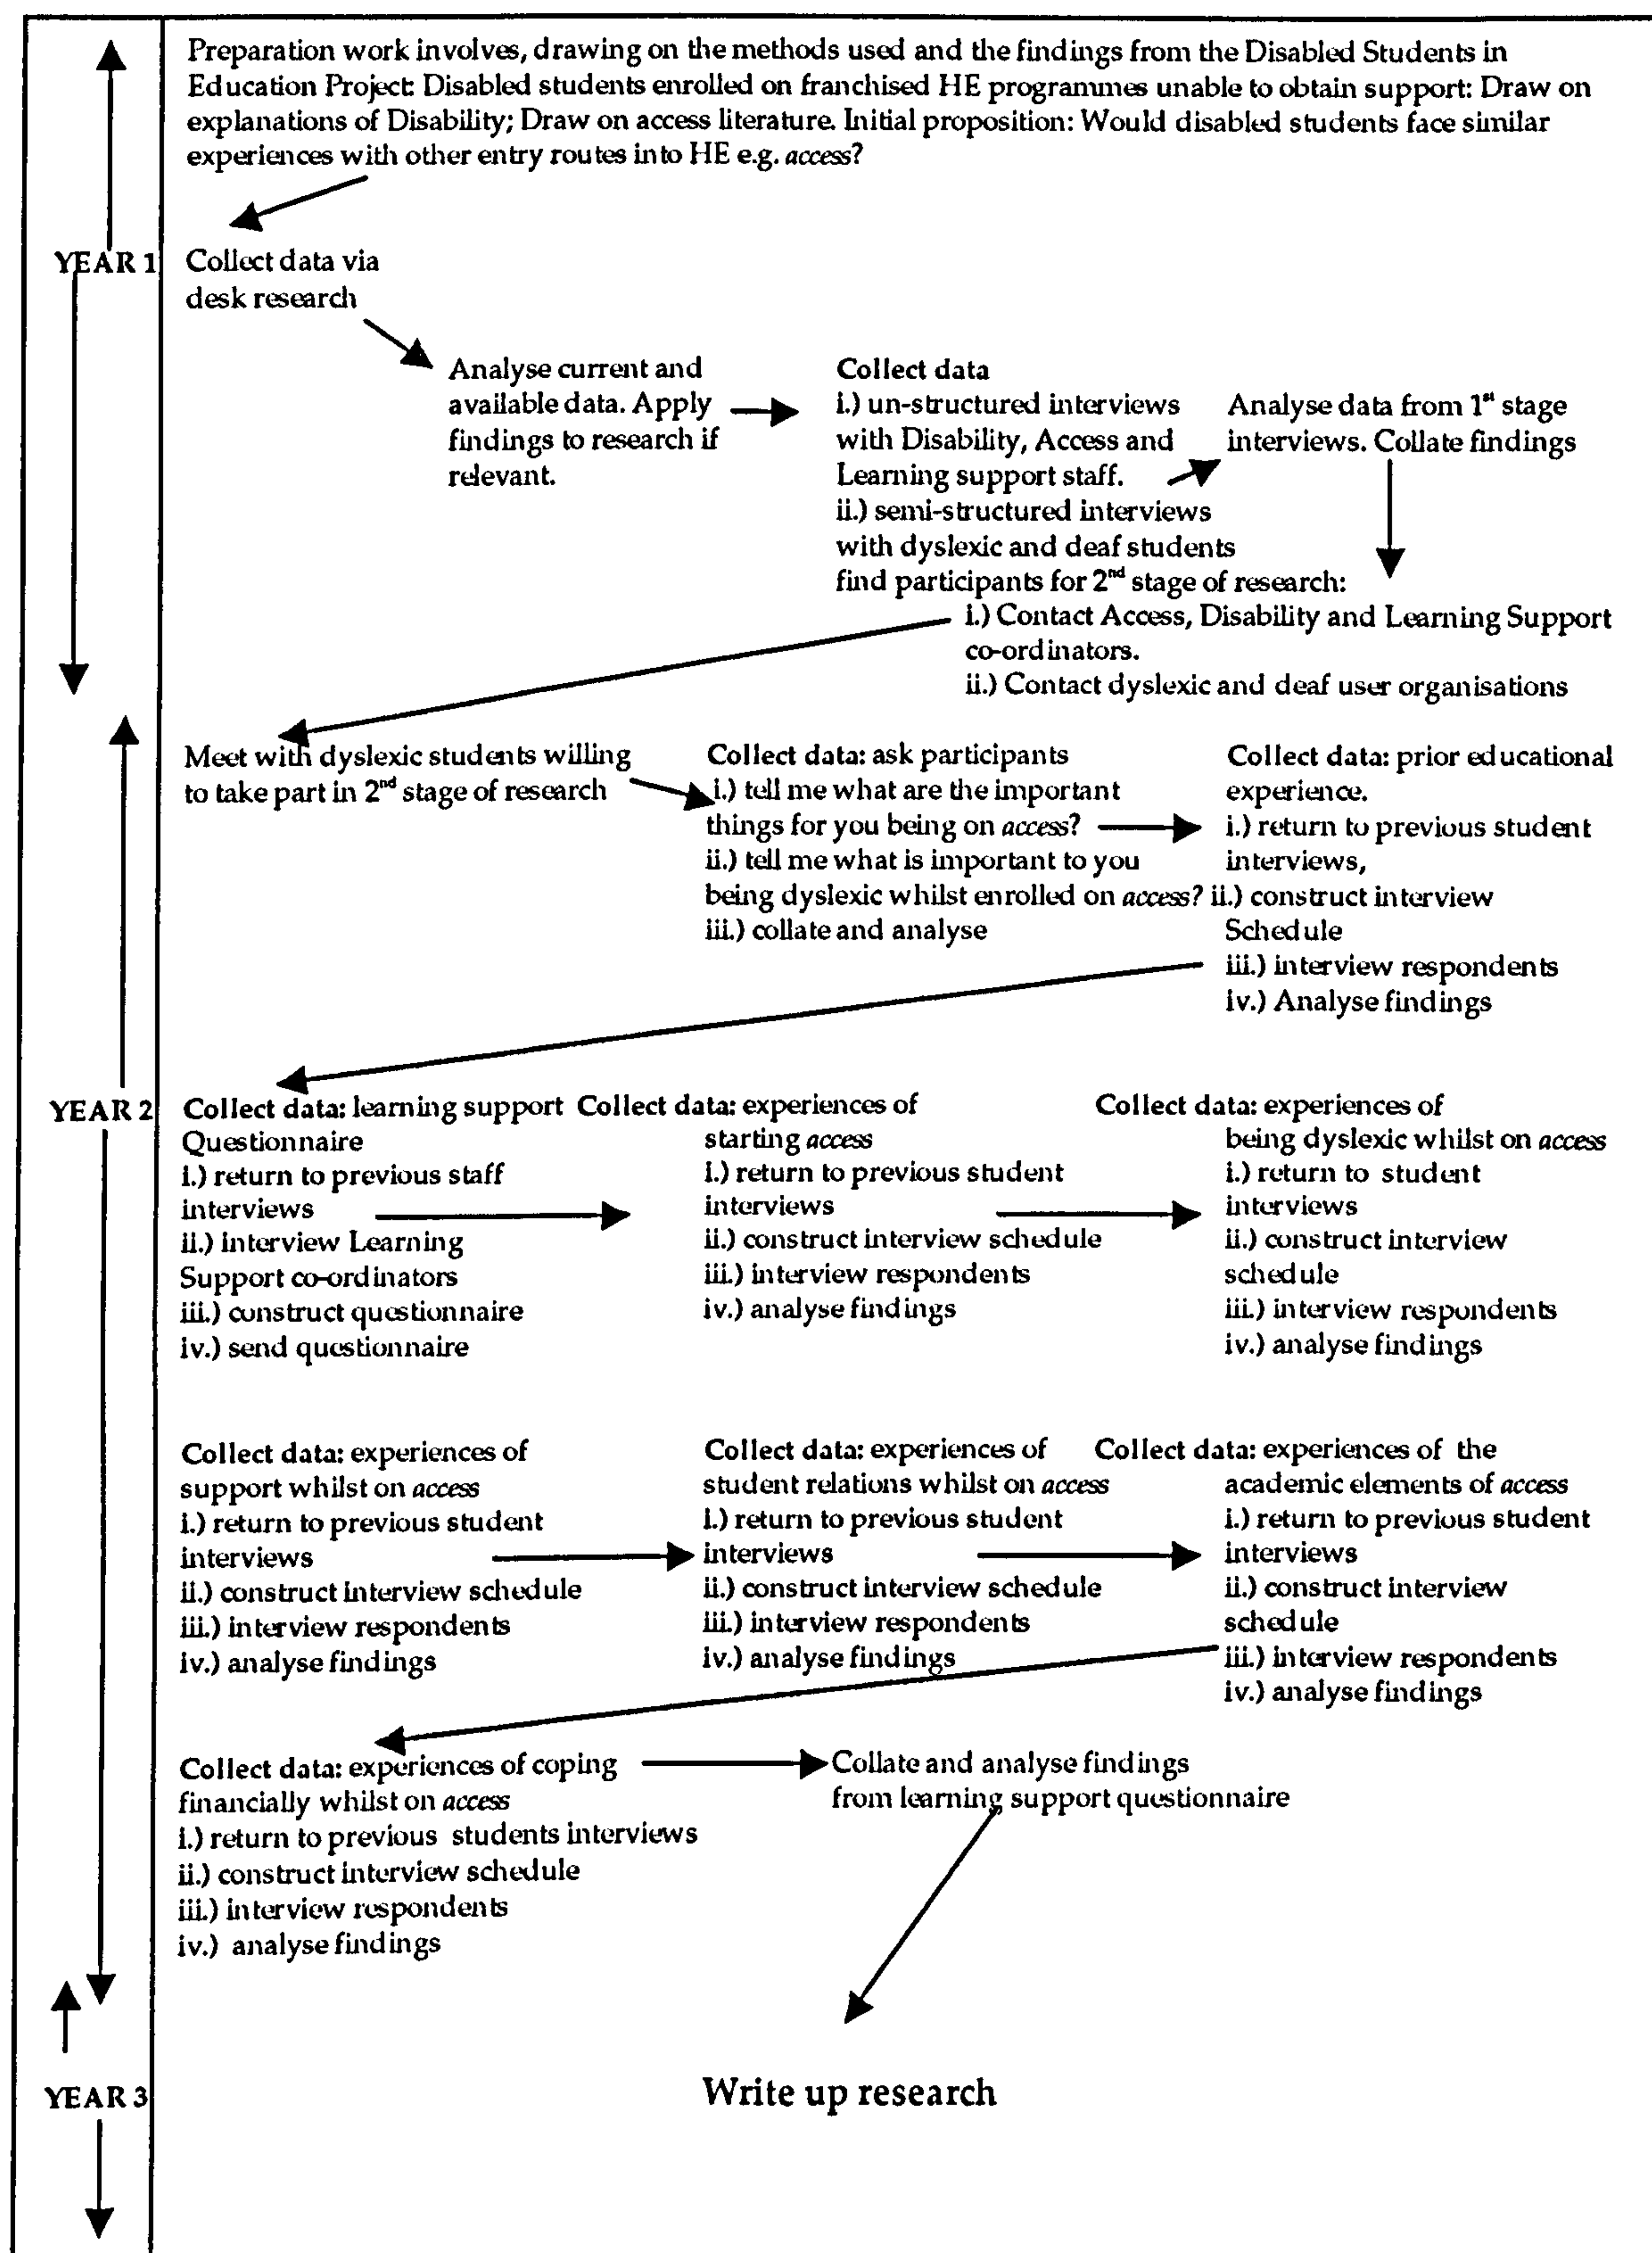 Preparation work involves, drawing on the methods used and the findings from the Disabled Students in
Education Project: Disabled students enrolled on franchised HE programmes unable to obtain support: Draw on
explanations of Disability; Draw on access literature. Initial proposition: Would disabled students face similar
experiences with other entry routes into HE e.g. access?
YEAR 1
Collect data via
desk research
Analyse current and
available data. Apply
findings to research if
relevant.
Collect data
i.) un-structured interviews
with Disability, Access and
Learning support staff.
ii.) semi-structured interviews
with dyslexic and deaf students
find participants for 2nd stage of research:
i.) Contact Access, Disability and Learning Support
co-ordinators.
ii.) Contact dyslexic and deaf user organisations
Analyse data from 1st stage
interviews. Collate findings
Meet with dyslexic students willing
to take part in 2nd stage of research
Collect data: ask participants
i.) tell me what are the important
things for you being on access?
ii.) tell me what is important to you
being dyslexic whilst enrolled on access?
iii.) collate and analyse
Collect data: prior educational
experience.
i.) return to previous student
interviews,
ii.) construct interview
Schedule
iii.) interview respondents
iv.) Analyse findings
YEAR 2
Collect data: learning support
Questionnaire
i.) return to previous staff
interviews
ii.) interview Learning
Support co-ordinators
iii.) construct questionnaire
iv.) send questionnaire
Collect data: experiences of
starting access
i.) return to previous student
interviews
ii.) construct interview schedule
iii.) interview respondents
iv.) analyse findings
Collect data: experiences of
being dyslexic whilst on access
i.) return to student
interviews
ii.) construct interview
schedule
iii.) interview respondents
iv.) analyse findings
Collect data: experiences of
support whilst on access
i.) return to previous student
interviews
ii.) construct interview schedule
iii.) interview respondents
iv.) analyse findings
Collect data: experiences of
student relations whilst on access
i.) return to previous student
interviews
ii.) construct interview schedule
iii.) interview respondents
iv.) analyse findings
Collect data: experiences of the
academic elements of access
i.) return to previous student
interviews
ii.) construct interview
schedule
iii.) interview respondents
iv.) analyse findings
Collect data: experiences of coping
financially whilst on access
i.) return to previous students interviews
ii.) construct interview schedule
iii.) interview respondents
iv.) analyse findings
Collate and analyse findings
from learning support questionnaire
YEAR 3
Write up research